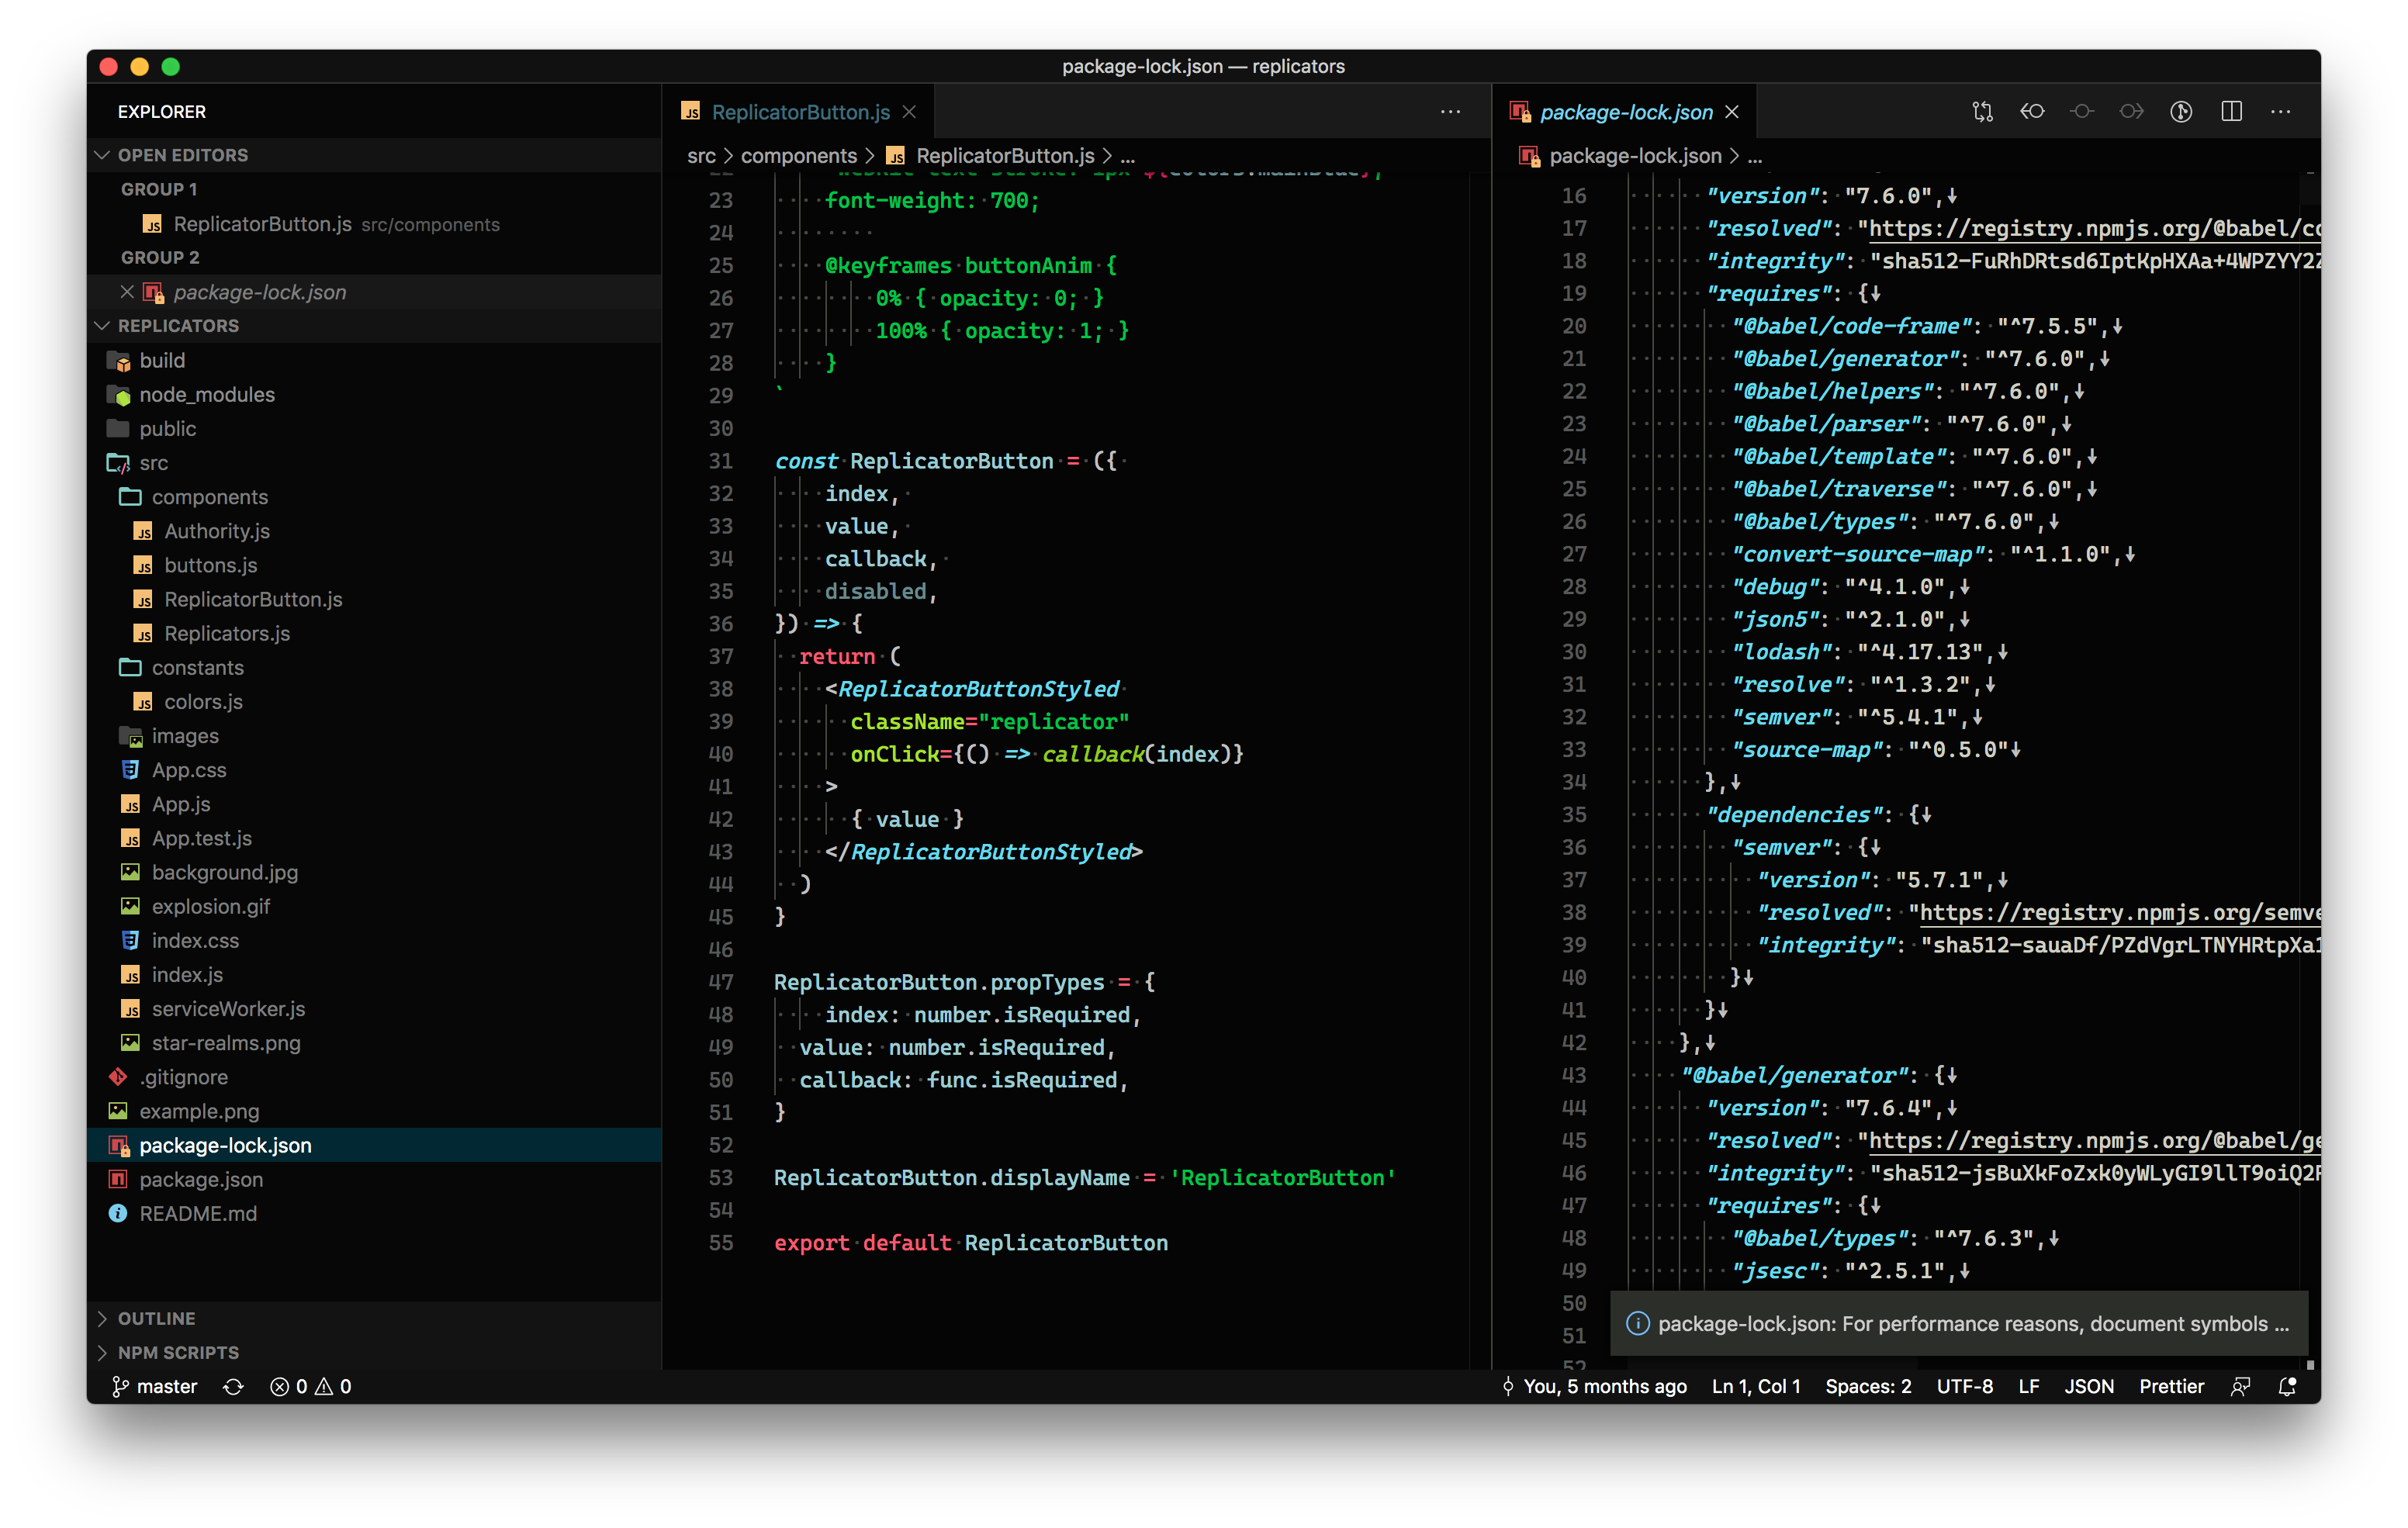 package-lock.json — replicators
EXPLORER
OPEN EDITORS
GROUP 1
ReplicatorButton.js src/components
GROUP 2
package-lock.json
REPLICATORS
build
node_modules
public
src
components
Authority.js
buttons.js
ReplicatorButton.js
Replicators.js
constants
colors.js
images
App.css
App.js
App.test.js
background.jpg
explosion.gif
index.css
index.js
serviceWorker.js
star-realms.png
.gitignore
example.png
package-lock.json
package.json
README.md
OUTLINE
NPM SCRIPTS
ReplicatorButton.js
src > components > ReplicatorButton.js > ...
23 font-weight: 700;
24
25 @keyframes buttonAnim {
26 0% { opacity: 0; }
27 100% { opacity: 1; }
28 }
29 `
30
31 const ReplicatorButton = ({
32 index,
33 value,
34 callback,
35 disabled,
36 }) => {
37 return (
38 <ReplicatorButtonStyled
39 className="replicator"
40 onClick={() => callback(index)}
41 >
42 { value }
43 </ReplicatorButtonStyled>
44 )
45 }
46
47 ReplicatorButton.propTypes = {
48 index: number.isRequired,
49 value: number.isRequired,
50 callback: func.isRequired,
51 }
52
53 ReplicatorButton.displayName = 'ReplicatorButton'
54
55 export default ReplicatorButton
package-lock.json
package-lock.json > ...
16 "version": "7.6.0",↓
17 "resolved": "https://registry.npmjs.org/@babel/co
18 "integrity": "sha512-FuRhDRtsd6IptKpHXAa+4WPZYY2Z
19 "requires": {↓
20 "@babel/code-frame": "^7.5.5",↓
21 "@babel/generator": "^7.6.0",↓
22 "@babel/helpers": "^7.6.0",↓
23 "@babel/parser": "^7.6.0",↓
24 "@babel/template": "^7.6.0",↓
25 "@babel/traverse": "^7.6.0",↓
26 "@babel/types": "^7.6.0",↓
27 "convert-source-map": "^1.1.0",↓
28 "debug": "^4.1.0",↓
29 "json5": "^2.1.0",↓
30 "lodash": "^4.17.13",↓
31 "resolve": "^1.3.2",↓
32 "semver": "^5.4.1",↓
33 "source-map": "^0.5.0"↓
34 },↓
35 "dependencies": {↓
36 "semver": {↓
37 "version": "5.7.1",↓
38 "resolved": "https://registry.npmjs.org/semve
39 "integrity": "sha512-sauaDf/PZdVgrLTNYHRtpXa1
40 }↓
41 }↓
42 },↓
43 "@babel/generator": {↓
44 "version": "7.6.4",↓
45 "resolved": "https://registry.npmjs.org/@babel/ge
46 "integrity": "sha512-jsBuXkFoZxk0yWLyGI9llT9oiQ2
47 "requires": {↓
48 "@babel/types": "^7.6.3",↓
49 "jsesc": "^2.5.1",↓
50
51
52
package-lock.json: For performance reasons, document symbols ...
master 0 0
You, 5 months ago Ln 1, Col 1 Spaces: 2 UTF-8 LF JSON Prettier